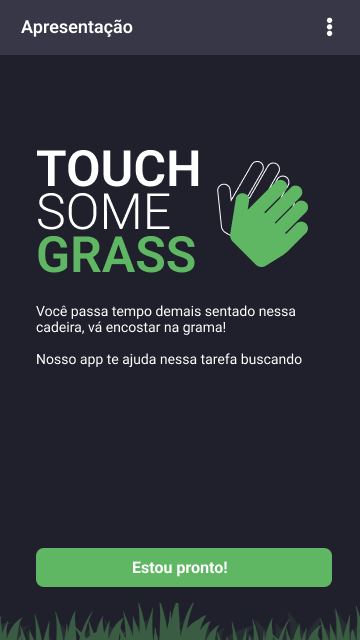 Apresentação
TOUCH
SOME
GRASS
Você passa tempo demais sentado nessa
cadeira, vá encostar na grama!
Nosso app te ajuda nessa tarefa buscando
Estou pronto!